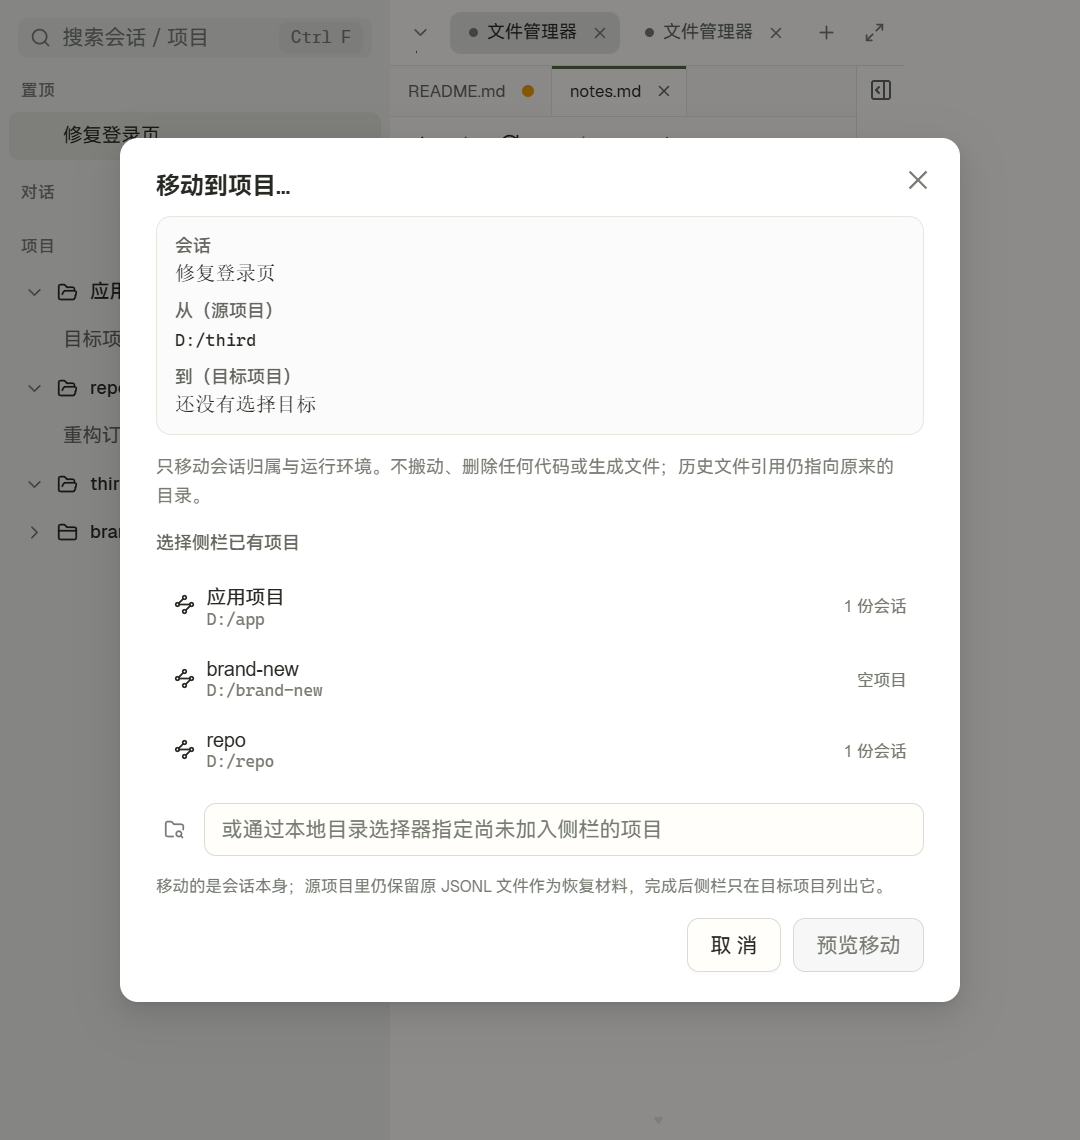 搜索会话 / 项目
Ctrl F
置顶
修复登录页
对话
项目
应用
目标项
repo
重构订
thir
bra
文件管理器
文件管理器
README.md
notes.md
移动到项目...
会话
修复登录页
从（源项目）
D:/third
到（目标项目）
还没有选择目标
只移动会话归属与运行环境。不搬动、删除任何代码或生成文件；历史文件引用仍指向原来的
目录。
选择侧栏已有项目
应用项目
D:/app
1 份会话
brand-new
D:/brand-new
空项目
repo
D:/repo
1 份会话
或通过本地目录选择器指定尚未加入侧栏的项目
移动的是会话本身；源项目里仍保留原 JSONL 文件作为恢复材料，完成后侧栏只在目标项目列出它。
取 消
预览移动